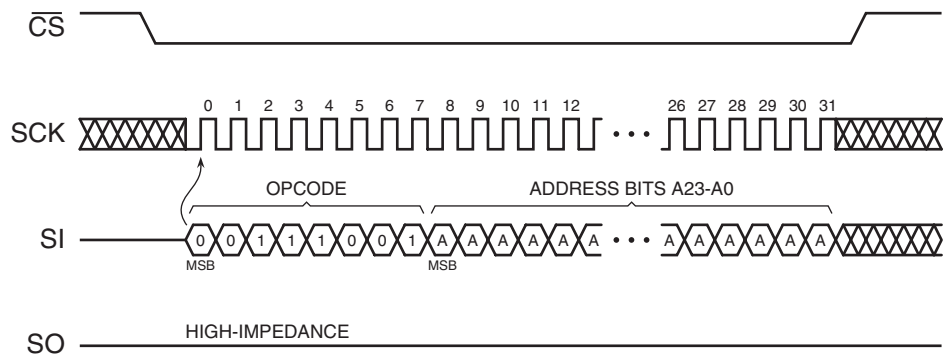 CS
0 1 2 3 4 5 6 7 8 9 10 11 12 26 27 28 29 30 31
SCK
OPCODE ADDRESS BITS A23-A0
SI 0 0 1 1 1 0 0 1 A A A A A A A A A A A A
MSB MSB
HIGH-IMPEDANCE
SO